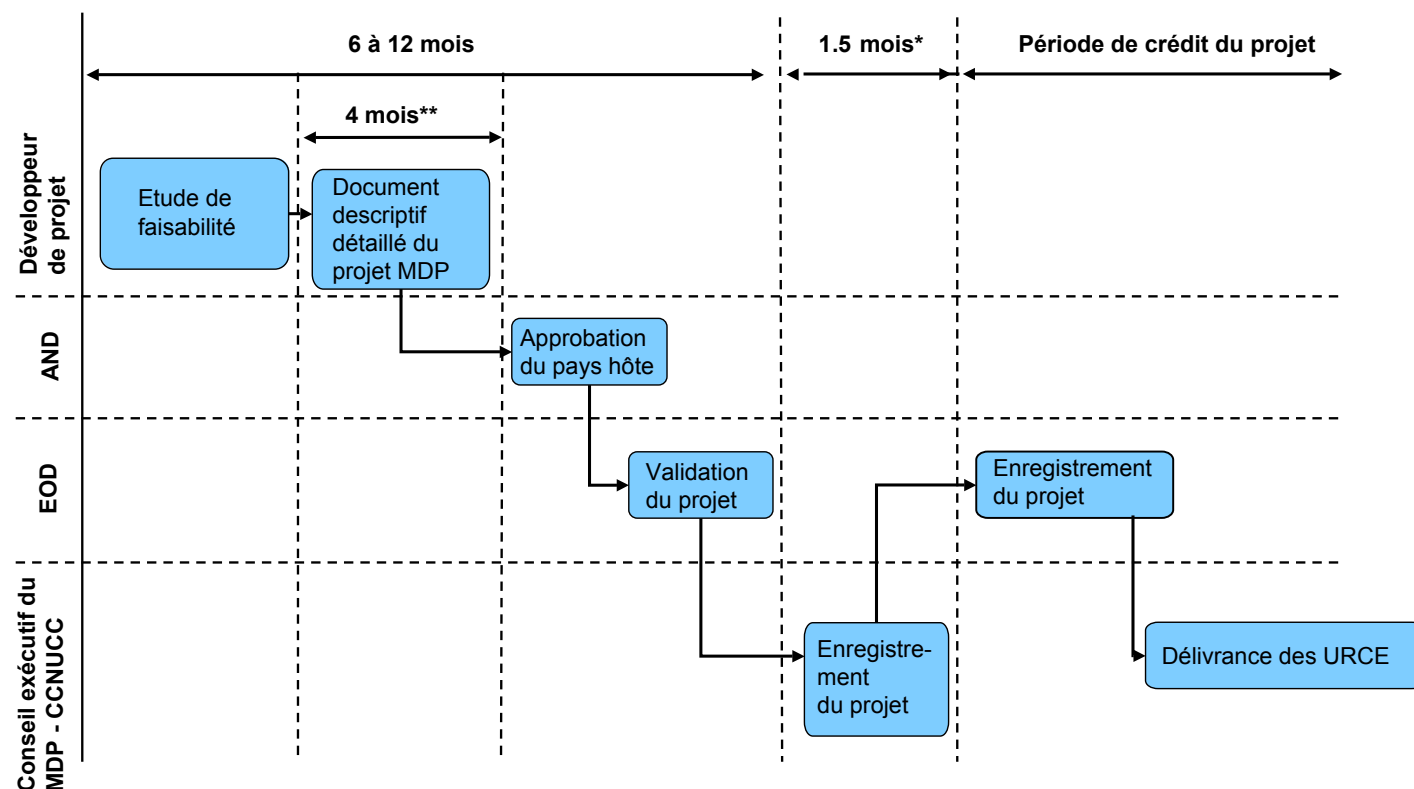 6 à 12 mois
1.5 mois*
Période de crédit du projet
4 mois**
Développeur
de projet
Etude de
faisabilité
Document
descriptif
détaillé du
projet MDP
AND
Approbation
du pays hôte
EOD
Validation
du projet
Enregistrement
du projet
Conseil exécutif du
MDP - CCNUCC
Enregistre-
ment
du projet
Délivrance des URCE